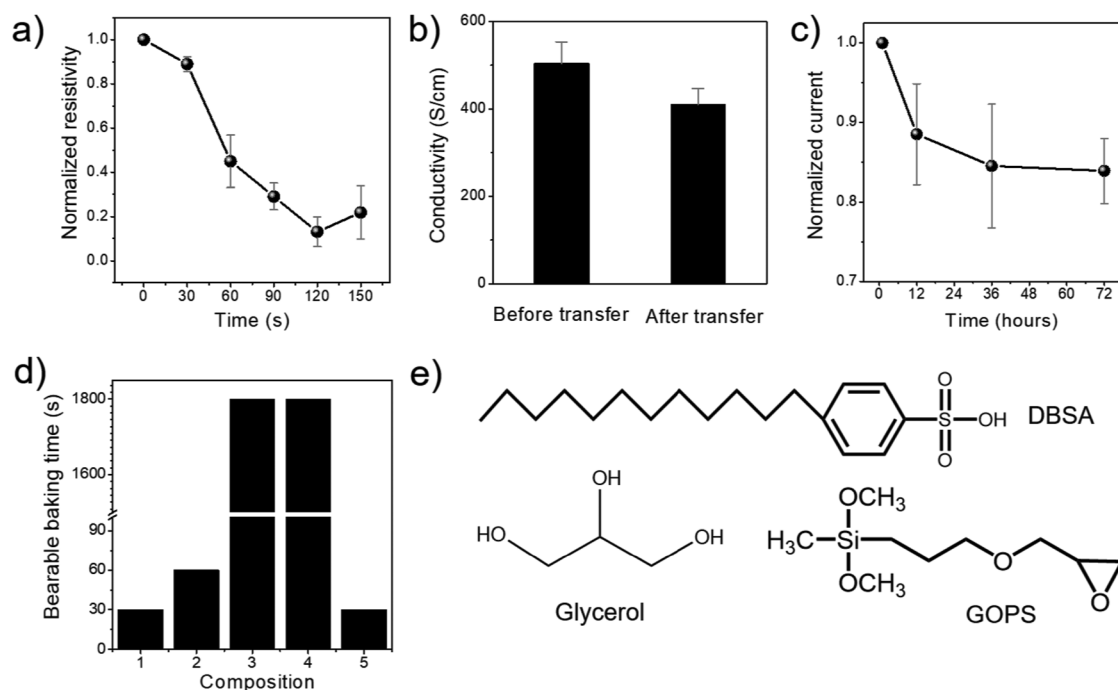 a)
Normalized resistivity
1.0
0.8
0.6
0.4
0.2
0.0
0 30 60 90 120 150
Time (s)
b)
Conductivity (S/cm)
600
400
200
0
Before transfer After transfer
c)
Normalized current
1.0
0.9
0.8
0.7
0 12 24 36 48 60 72
Time (hours)
d)
Bearable baking time (s)
1800
1600
90
60
30
0
1 2 3 4 5
Composition
e)
O
S
OH
O
DBSA
OH
HO
OH
Glycerol
OCH3
H3C
Si
OCH3
O
O
GOPS